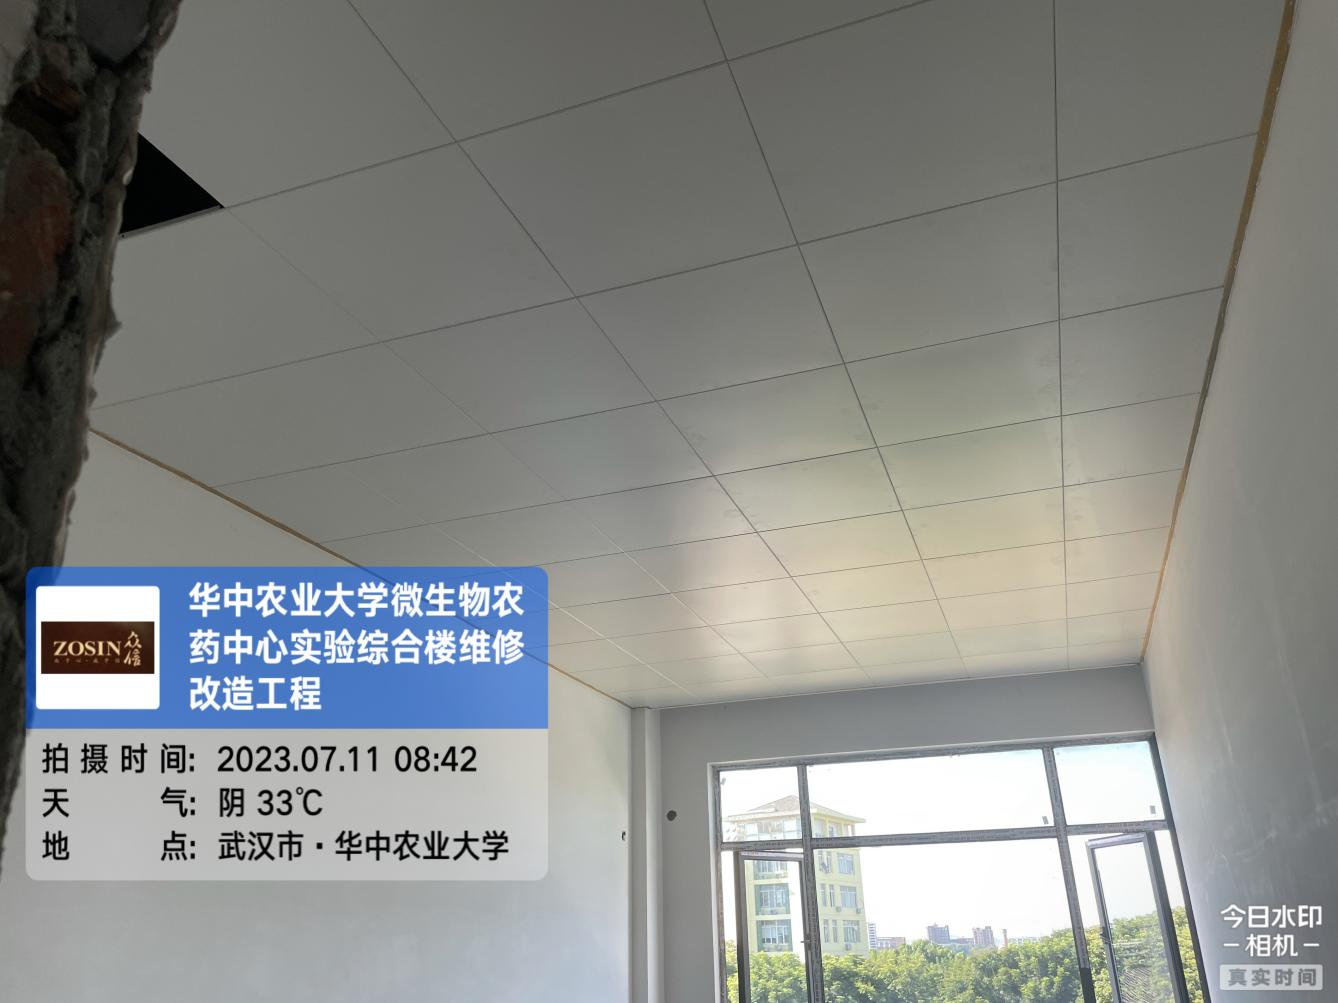 华中农业大学微生物农
药中心实验综合楼维修
改造工程
ZOSIN众信
拍摄时间: 2023.07.11 08:42
天气: 阴 33℃
地点: 武汉市·华中农业大学
今日水印
-相机-
真实时间